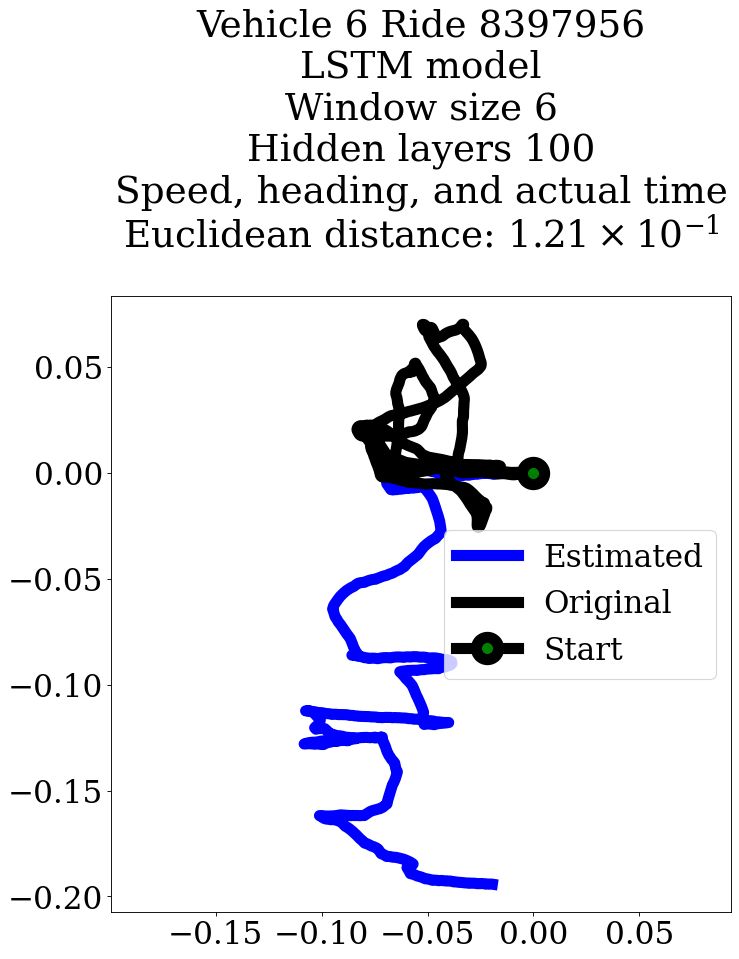 Vehicle 6 Ride 8397956
LSTM model
Window size 6
Hidden layers 100
Speed, heading, and actual time
Euclidean distance: 1.21 × 10⁻¹
0.05
0.00
−0.05
−0.10
−0.15
−0.20
Estimated
Original
Start
−0.15 −0.10 −0.05 0.00 0.05